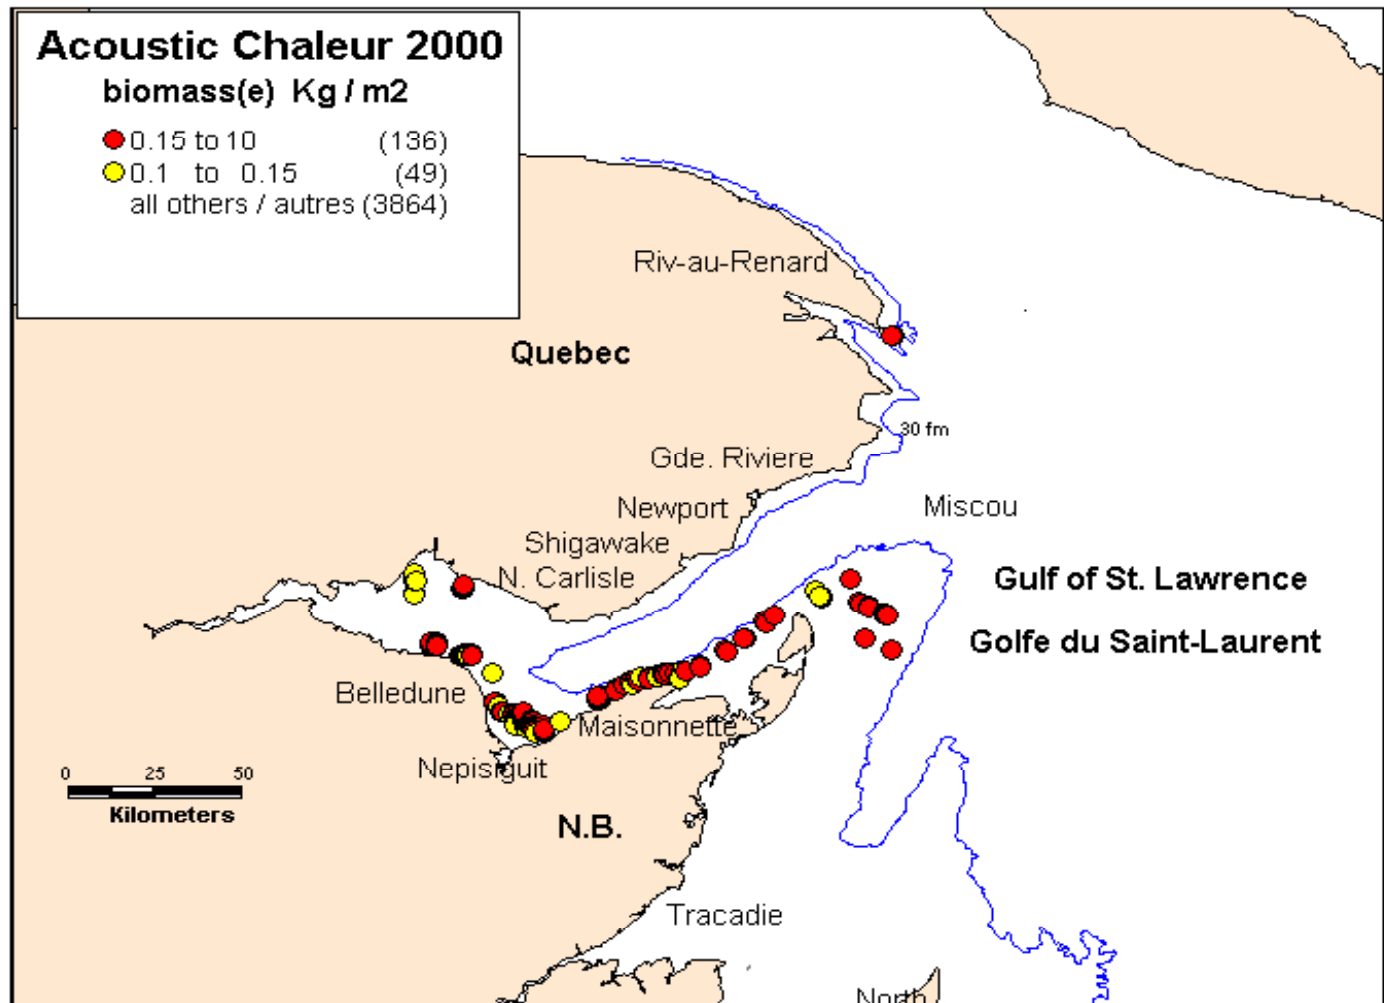 Acoustic Chaleur 2000
biomass(e) Kg / m2
0.15 to 10 (136)
0.1 to 0.15 (49)
all others / autres (3864)
Riv-au-Renard
Quebec
30 fm
Gde. Riviere
Newport
Miscou
Shigawake
N. Carlisle
Gulf of St. Lawrence
Golfe du Saint-Laurent
Belledune
Maisonnette
Nepisiguit
0 25 50
Kilometers
N.B.
Tracadie
North